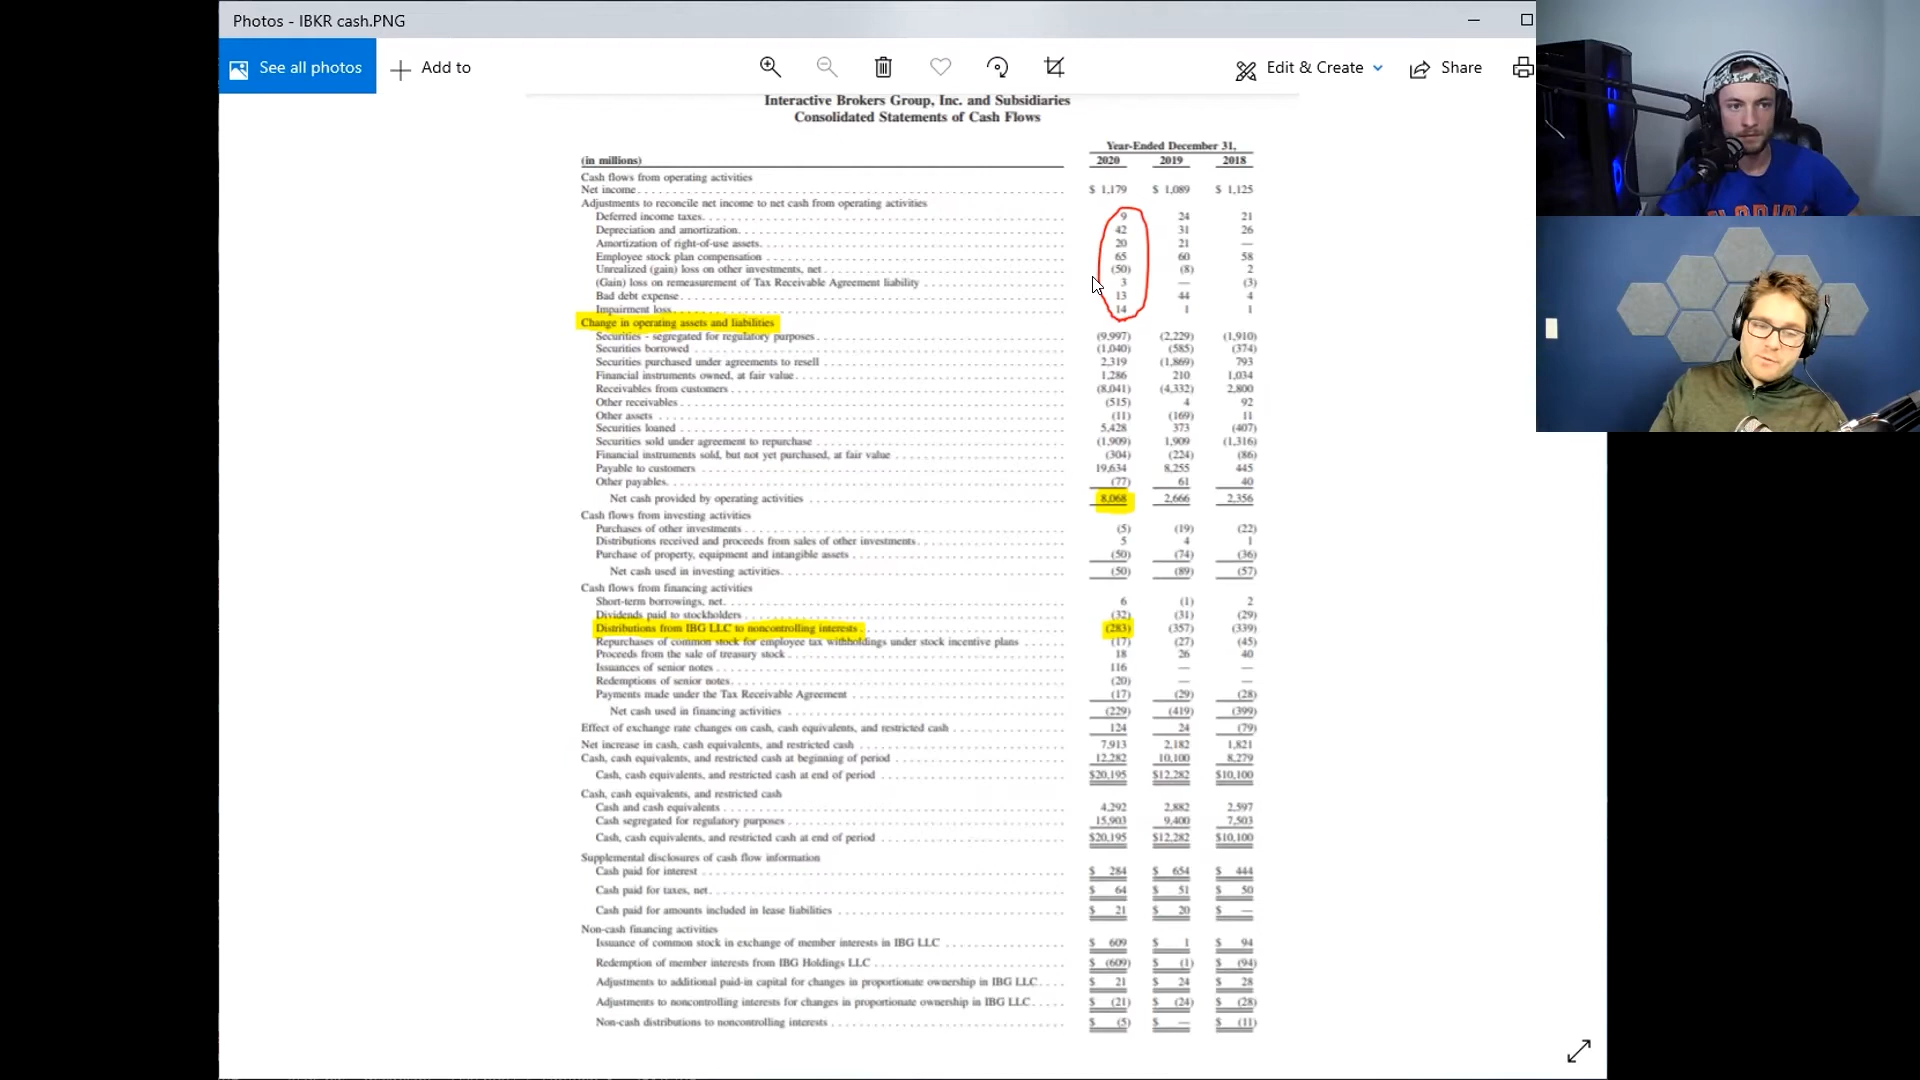 Photos - IBKR cash.PNG
See all photos
Add to
Edit & Create
Share
Interactive Brokers Group, Inc. and Subsidiaries
Consolidated Statements of Cash Flows
Year-Ended December 31,
(in millions) 2020 2019 2018
Cash flows from operating activities
Net income $ 1,179 $ 1,089 $ 1,125
Adjustments to reconcile net income to net cash from operating activities
Deferred income taxes 9 24 21
Depreciation and amortization 42 31 26
Amortization of right-of-use assets 20 21 —
Employee stock plan compensation 65 60 58
Unrealized (gain) loss on other investments, net (50) (8) 2
(Gain) loss on remeasurement of Tax Receivable Agreement liability 3 — (3)
Bad debt expense 13 44 4
Impairment loss 14 1 1
Change in operating assets and liabilities
Securities - segregated for regulatory purposes (9,997) (2,229) (1,910)
Securities borrowed (1,040) (585) (374)
Securities purchased under agreements to resell 2,319 (1,869) 793
Financial instruments owned, at fair value 1,286 210 1,034
Receivables from customers (8,041) (4,332) 2,800
Other receivables (515) 4 92
Other assets (11) (169) 11
Securities loaned 5,428 373 (407)
Securities sold under agreement to repurchase (1,909) 1,909 (1,316)
Financial instruments sold, but not yet purchased, at fair value (304) (224) (86)
Payable to customers 19,634 8,255 445
Other payables (77) 61 40
Net cash provided by operating activities 8,068 2,666 2,356
Cash flows from investing activities
Purchases of other investments (5) (19) (22)
Distributions received and proceeds from sales of other investments 5 4 1
Purchase of property, equipment and intangible assets (50) (74) (36)
Net cash used in investing activities (50) (89) (57)
Cash flows from financing activities
Short-term borrowings, net 6 (1) 2
Dividends paid to stockholders (32) (31) (29)
Distributions from IBG LLC to noncontrolling interests (283) (357) (339)
Repurchases of common stock for employee tax withholdings under stock incentive plans (17) (27) (45)
Proceeds from the sale of treasury stock 18 26 40
Issuances of senior notes 116 — —
Redemptions of senior notes (20) — —
Payments made under the Tax Receivable Agreement (17) (29) (28)
Net cash used in financing activities (229) (419) (399)
Effect of exchange rate changes on cash, cash equivalents, and restricted cash 124 24 (79)
Net increase in cash, cash equivalents, and restricted cash 7,913 2,182 1,821
Cash, cash equivalents, and restricted cash at beginning of period 12,282 10,100 8,279
Cash, cash equivalents, and restricted cash at end of period $20,195 $12,282 $10,100
Cash, cash equivalents, and restricted cash
Cash and cash equivalents 4,292 2,882 2,597
Cash segregated for regulatory purposes 15,903 9,400 7,503
Cash, cash equivalents, and restricted cash at end of period $20,195 $12,282 $10,100
Supplemental disclosures of cash flow information
Cash paid for interest $ 284 $ 654 $ 444
Cash paid for taxes, net $ 64 $ 51 $ 50
Cash paid for amounts included in lease liabilities $ 21 $ 20 $ —
Non-cash financing activities
Issuance of common stock in exchange of member interests in IBG LLC $ 609 $ 1 $ 94
Redemption of member interests from IBG Holdings LLC $ (609) $ (1) $ (94)
Adjustments to additional paid-in capital for changes in proportionate ownership in IBG LLC $ 21 $ 24 $ 28
Adjustments to noncontrolling interests for changes in proportionate ownership in IBG LLC $ (21) $ (24) $ (28)
Non-cash distributions to noncontrolling interests $ (5) $ — $ (11)